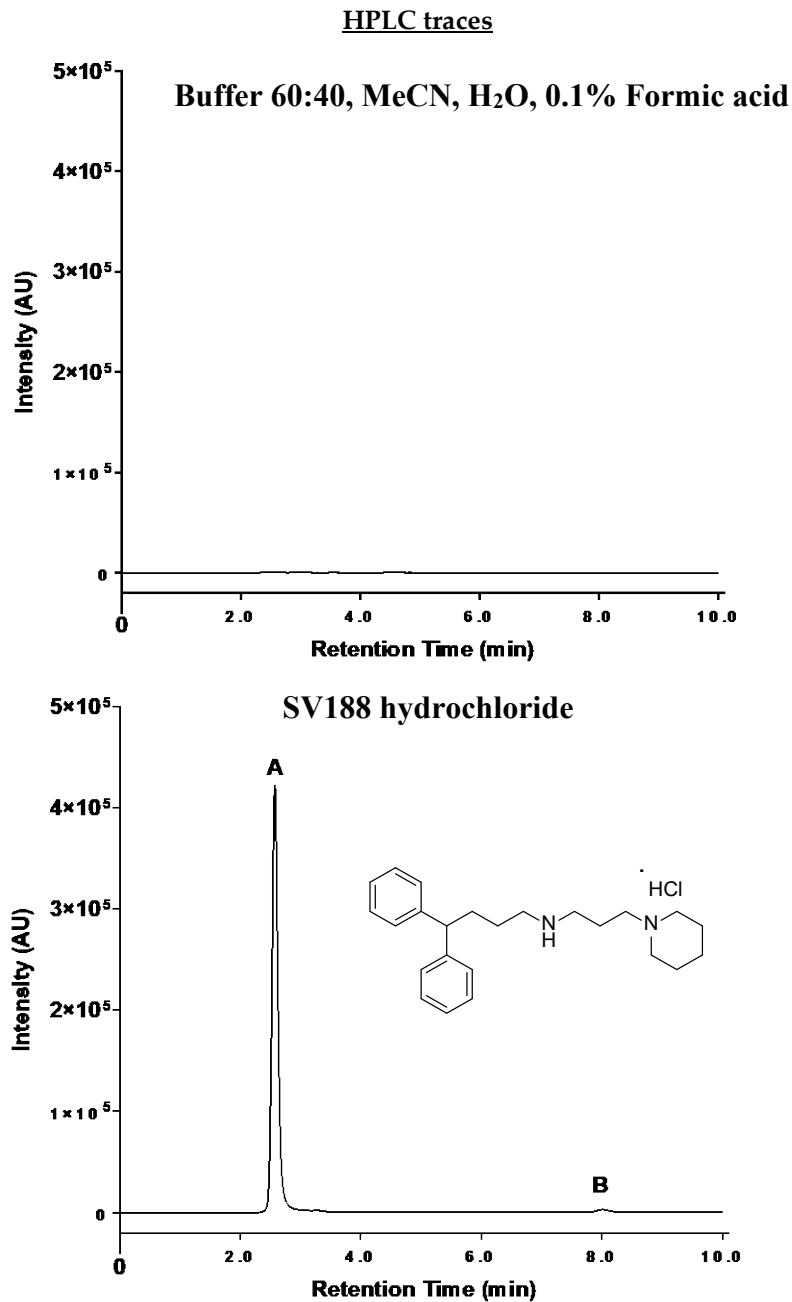 HPLC traces
Buffer 60:40, MeCN, H₂O, 0.1% Formic acid
5×10⁵
4×10⁵
3×10⁵
2×10⁵
1×10⁵
0
Intensity (AU)
0 2.0 4.0 6.0 8.0 10.0
Retention Time (min)
SV188 hydrochloride
5×10⁵
4×10⁵
3×10⁵
2×10⁵
1×10⁵
0
Intensity (AU)
A
B
· HCl
N
H
N
0 2.0 4.0 6.0 8.0 10.0
Retention Time (min)